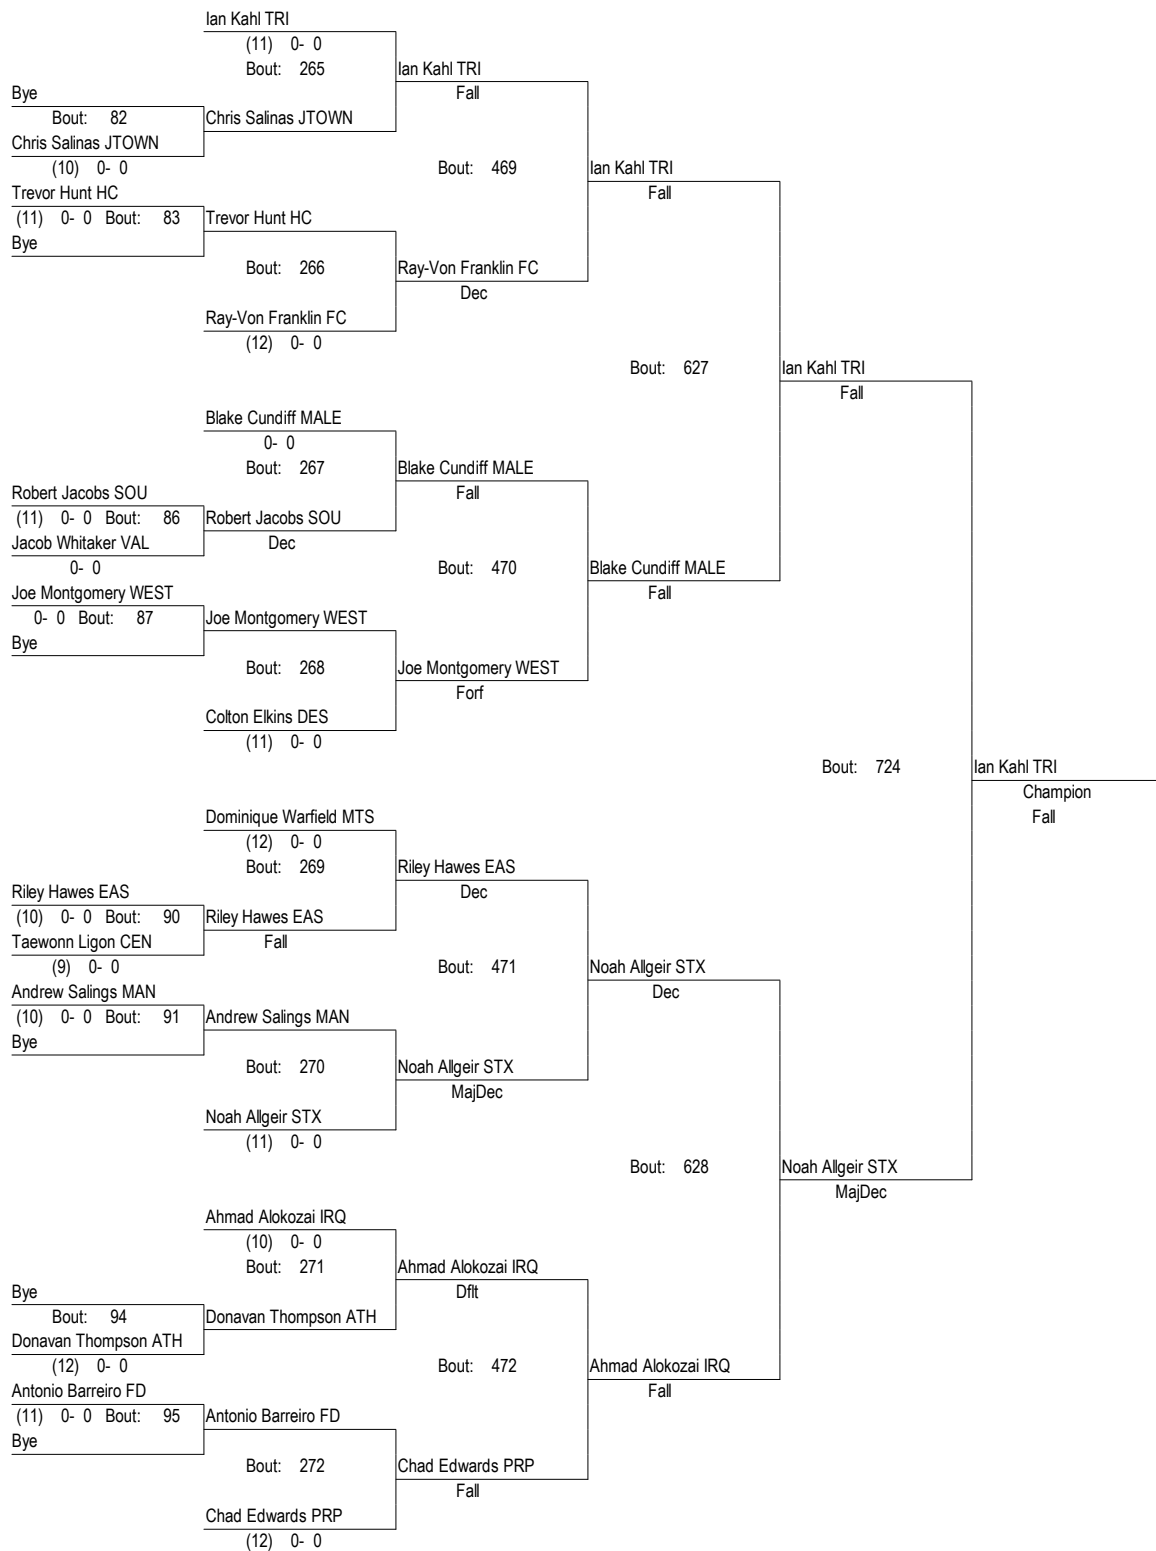 Ian Kahl TRI
(11) 0- 0
Bout: 265
Ian Kahl TRI
Fall
Bye
Bout: 82
Chris Salinas JTOWN
Chris Salinas JTOWN
(10) 0- 0
Bout: 469
Ian Kahl TRI
Fall
Trevor Hunt HC
(11) 0- 0 Bout: 83
Trevor Hunt HC
Bye
Bout: 266
Ray-Von Franklin FC
Dec
Ray-Von Franklin FC
(12) 0- 0
Bout: 627
Ian Kahl TRI
Fall
Blake Cundiff MALE
0- 0
Bout: 267
Blake Cundiff MALE
Fall
Robert Jacobs SOU
(11) 0- 0 Bout: 86
Robert Jacobs SOU
Dec
Jacob Whitaker VAL
0- 0
Bout: 470
Blake Cundiff MALE
Fall
Joe Montgomery WEST
0- 0 Bout: 87
Joe Montgomery WEST
Bye
Bout: 268
Joe Montgomery WEST
Forf
Colton Elkins DES
(11) 0- 0
Bout: 724
Ian Kahl TRI
Champion
Fall
Dominique Warfield MTS
(12) 0- 0
Bout: 269
Riley Hawes EAS
Dec
Riley Hawes EAS
(10) 0- 0 Bout: 90
Riley Hawes EAS
Fall
Taewonn Ligon CEN
(9) 0- 0
Bout: 471
Noah Allgeir STX
Dec
Andrew Salings MAN
(10) 0- 0 Bout: 91
Andrew Salings MAN
Bye
Bout: 270
Noah Allgeir STX
MajDec
Noah Allgeir STX
(11) 0- 0
Bout: 628
Noah Allgeir STX
MajDec
Ahmad Alokozai IRQ
(10) 0- 0
Bout: 271
Ahmad Alokozai IRQ
Dflt
Bye
Bout: 94
Donavan Thompson ATH
Donavan Thompson ATH
(12) 0- 0
Bout: 472
Ahmad Alokozai IRQ
Fall
Antonio Barreiro FD
(11) 0- 0 Bout: 95
Antonio Barreiro FD
Bye
Bout: 272
Chad Edwards PRP
Fall
Chad Edwards PRP
(12) 0- 0